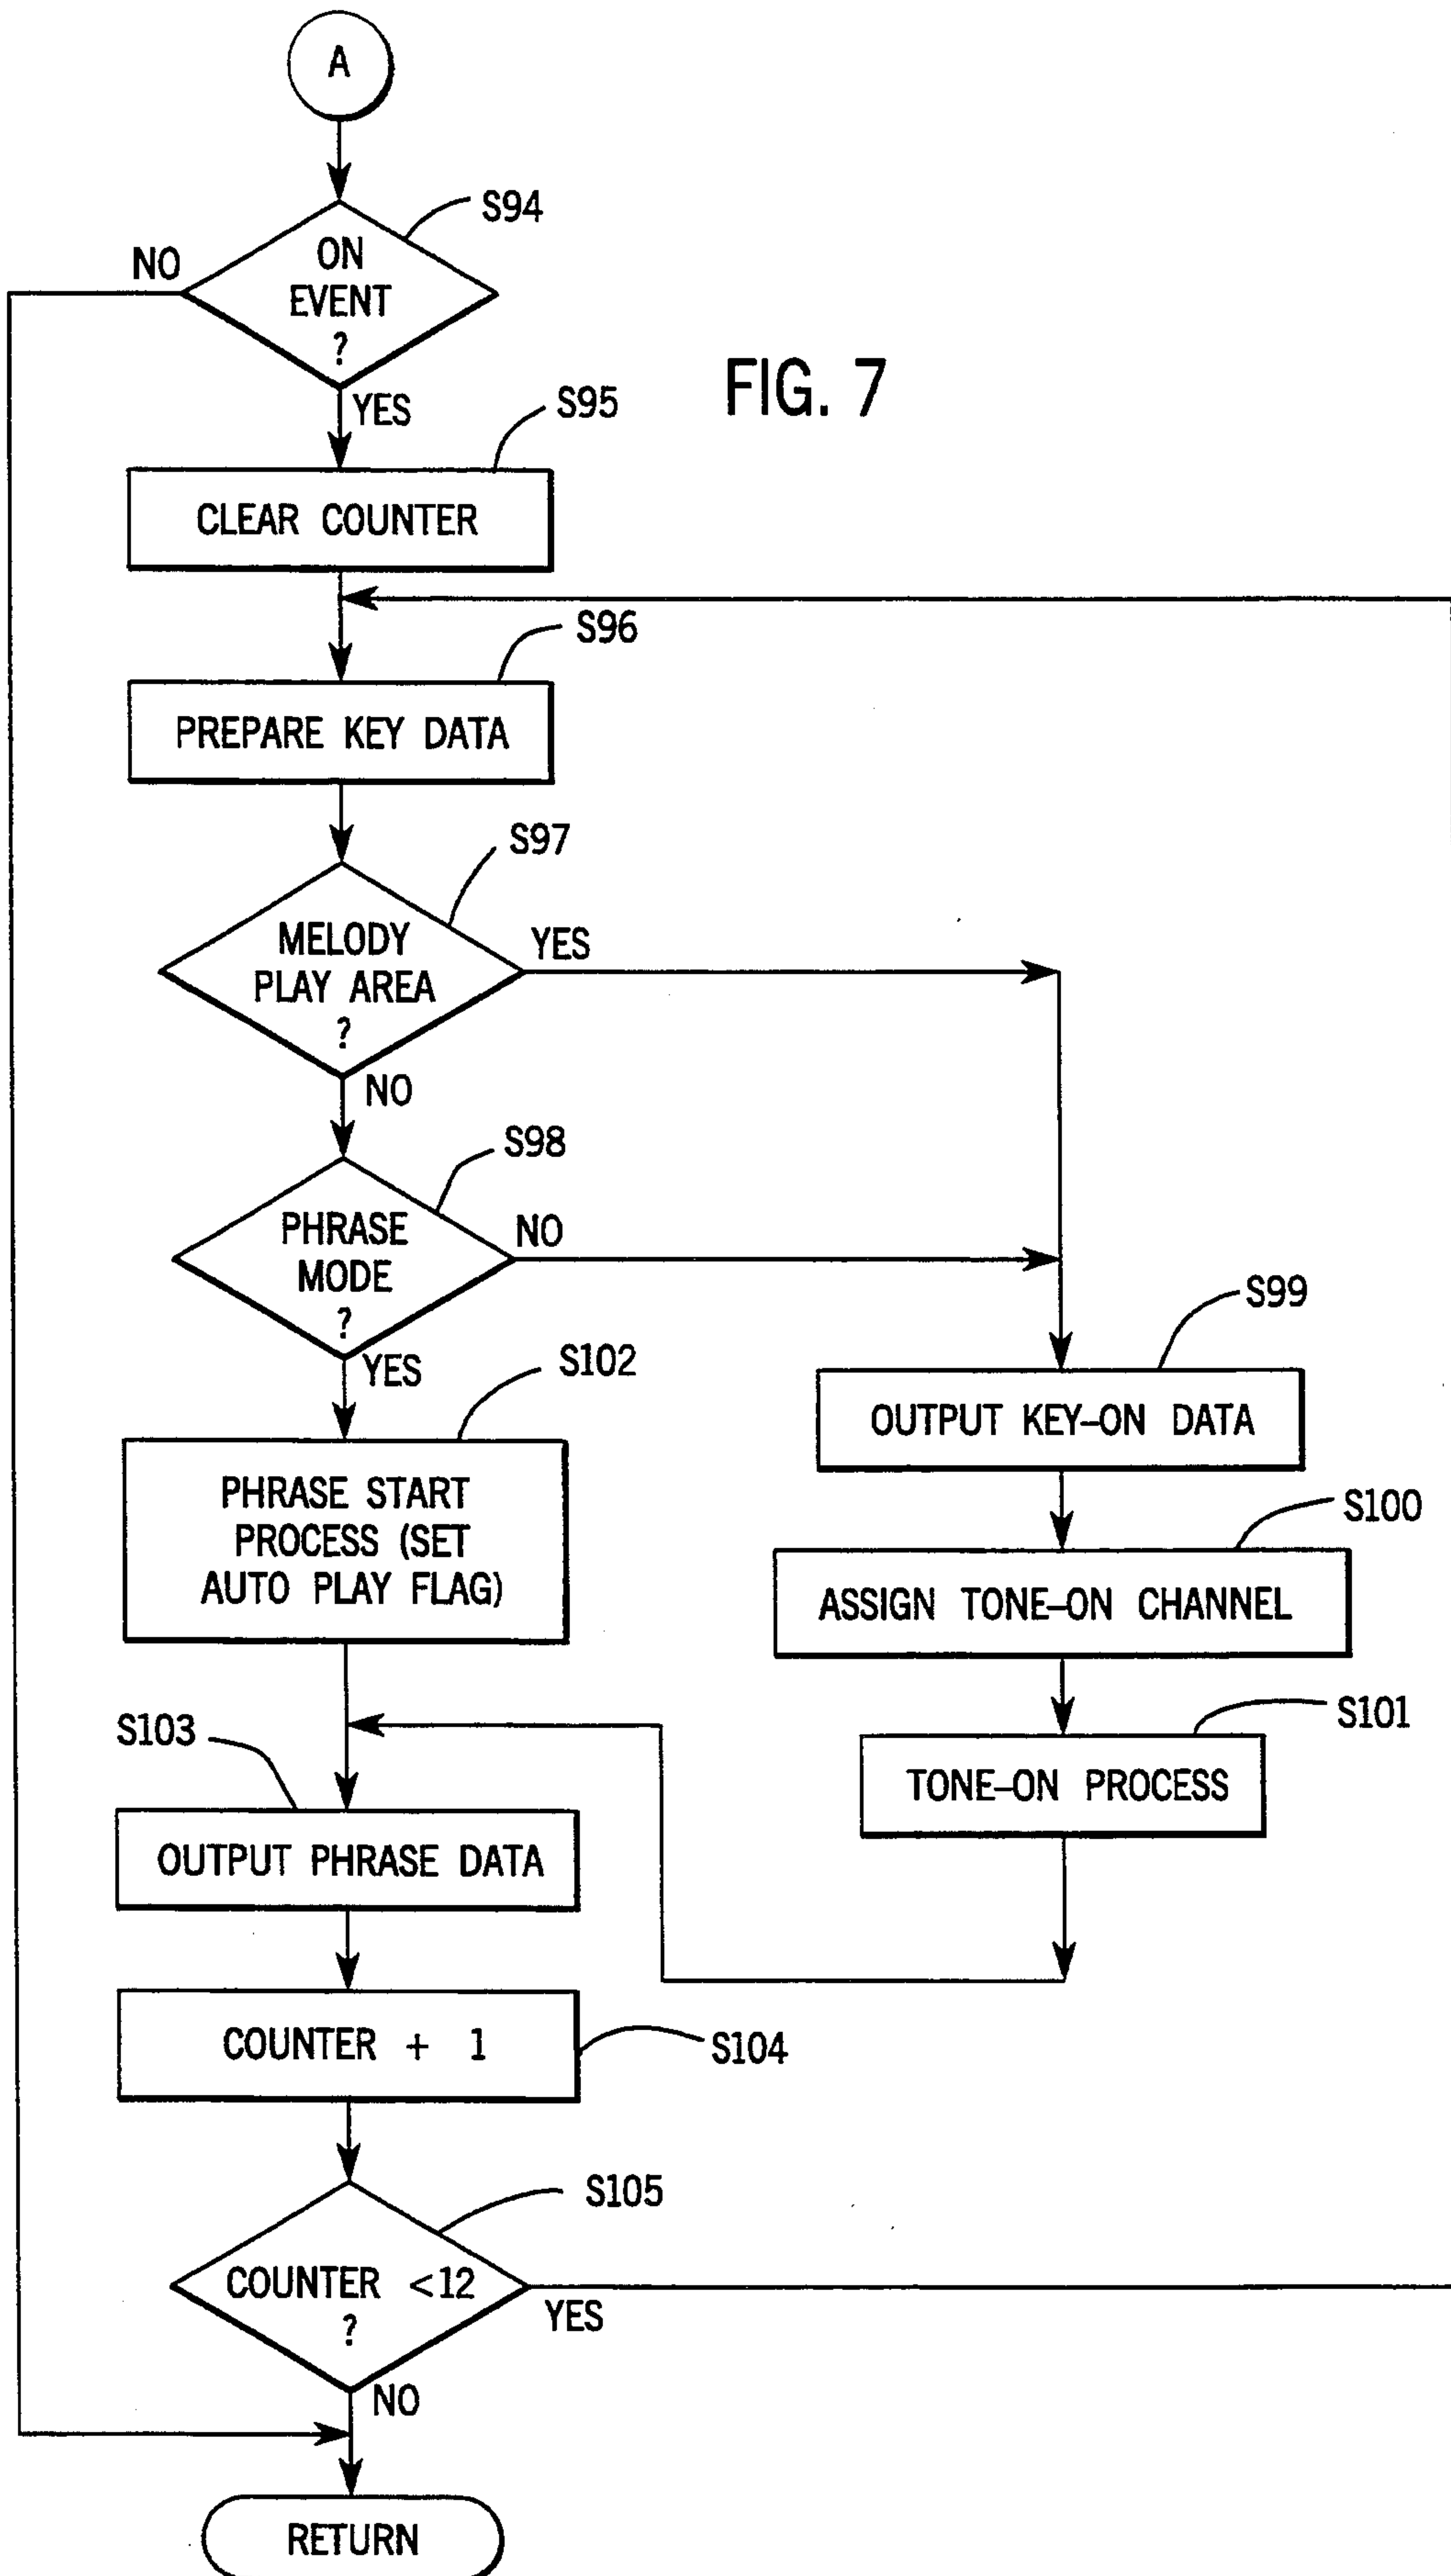 A
S94
NO
ON
EVENT
?
FIG. 7
YES
S95
CLEAR COUNTER
S96
PREPARE KEY DATA
S97
MELODY
PLAY AREA
?
YES
NO
S98
PHRASE
MODE
?
NO
YES
S99
OUTPUT KEY-ON DATA
S102
PHRASE START
PROCESS (SET
AUTO PLAY FLAG)
S100
ASSIGN TONE-ON CHANNEL
S101
TONE-ON PROCESS
S103
OUTPUT PHRASE DATA
COUNTER + 1
S104
S105
COUNTER <12
?
YES
NO
RETURN